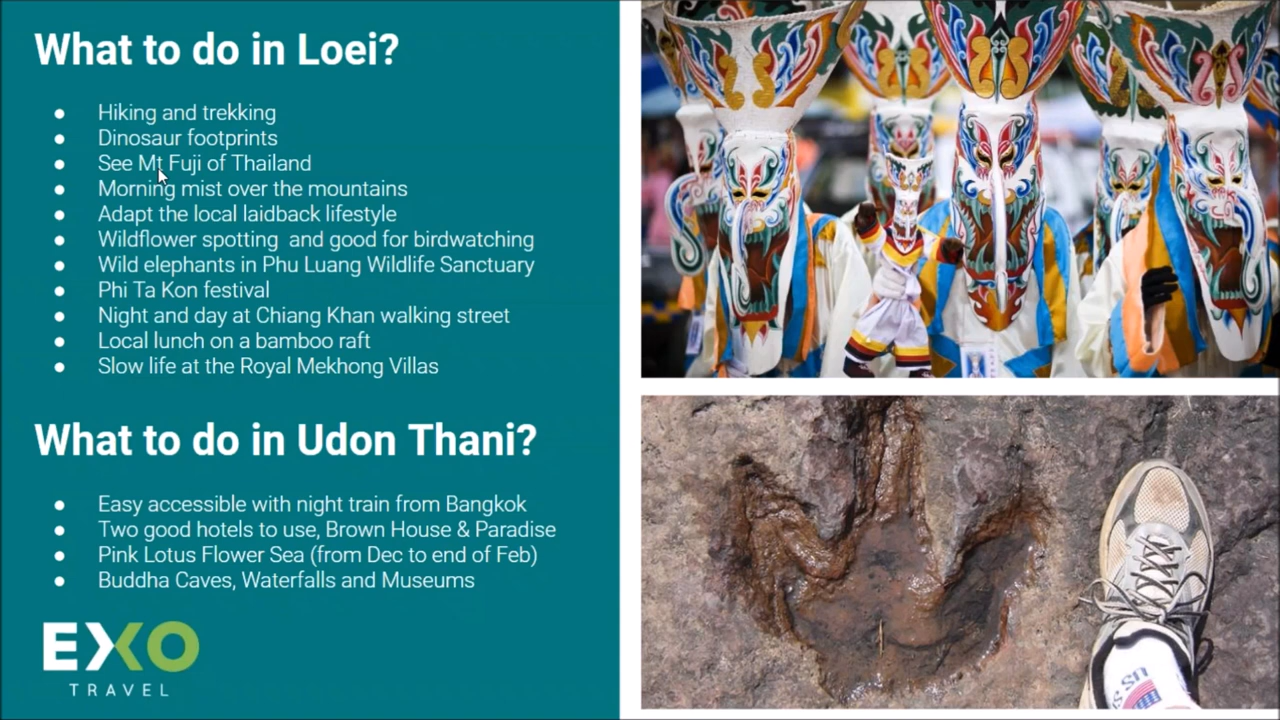 What to do in Loei?
● Hiking and trekking
● Dinosaur footprints
● See Mt Fuji of Thailand
● Morning mist over the mountains
● Adapt the local laidback lifestyle
● Wildflower spotting  and good for birdwatching
● Wild elephants in Phu Luang Wildlife Sanctuary
● Phi Ta Kon festival
● Night and day at Chiang Khan walking street
● Local lunch on a bamboo raft
● Slow life at the Royal Mekhong Villas
What to do in Udon Thani?
● Easy accessible with night train from Bangkok
● Two good hotels to use, Brown House & Paradise
● Pink Lotus Flower Sea (from Dec to end of Feb)
● Buddha Caves, Waterfalls and Museums
EXO
TRAVEL